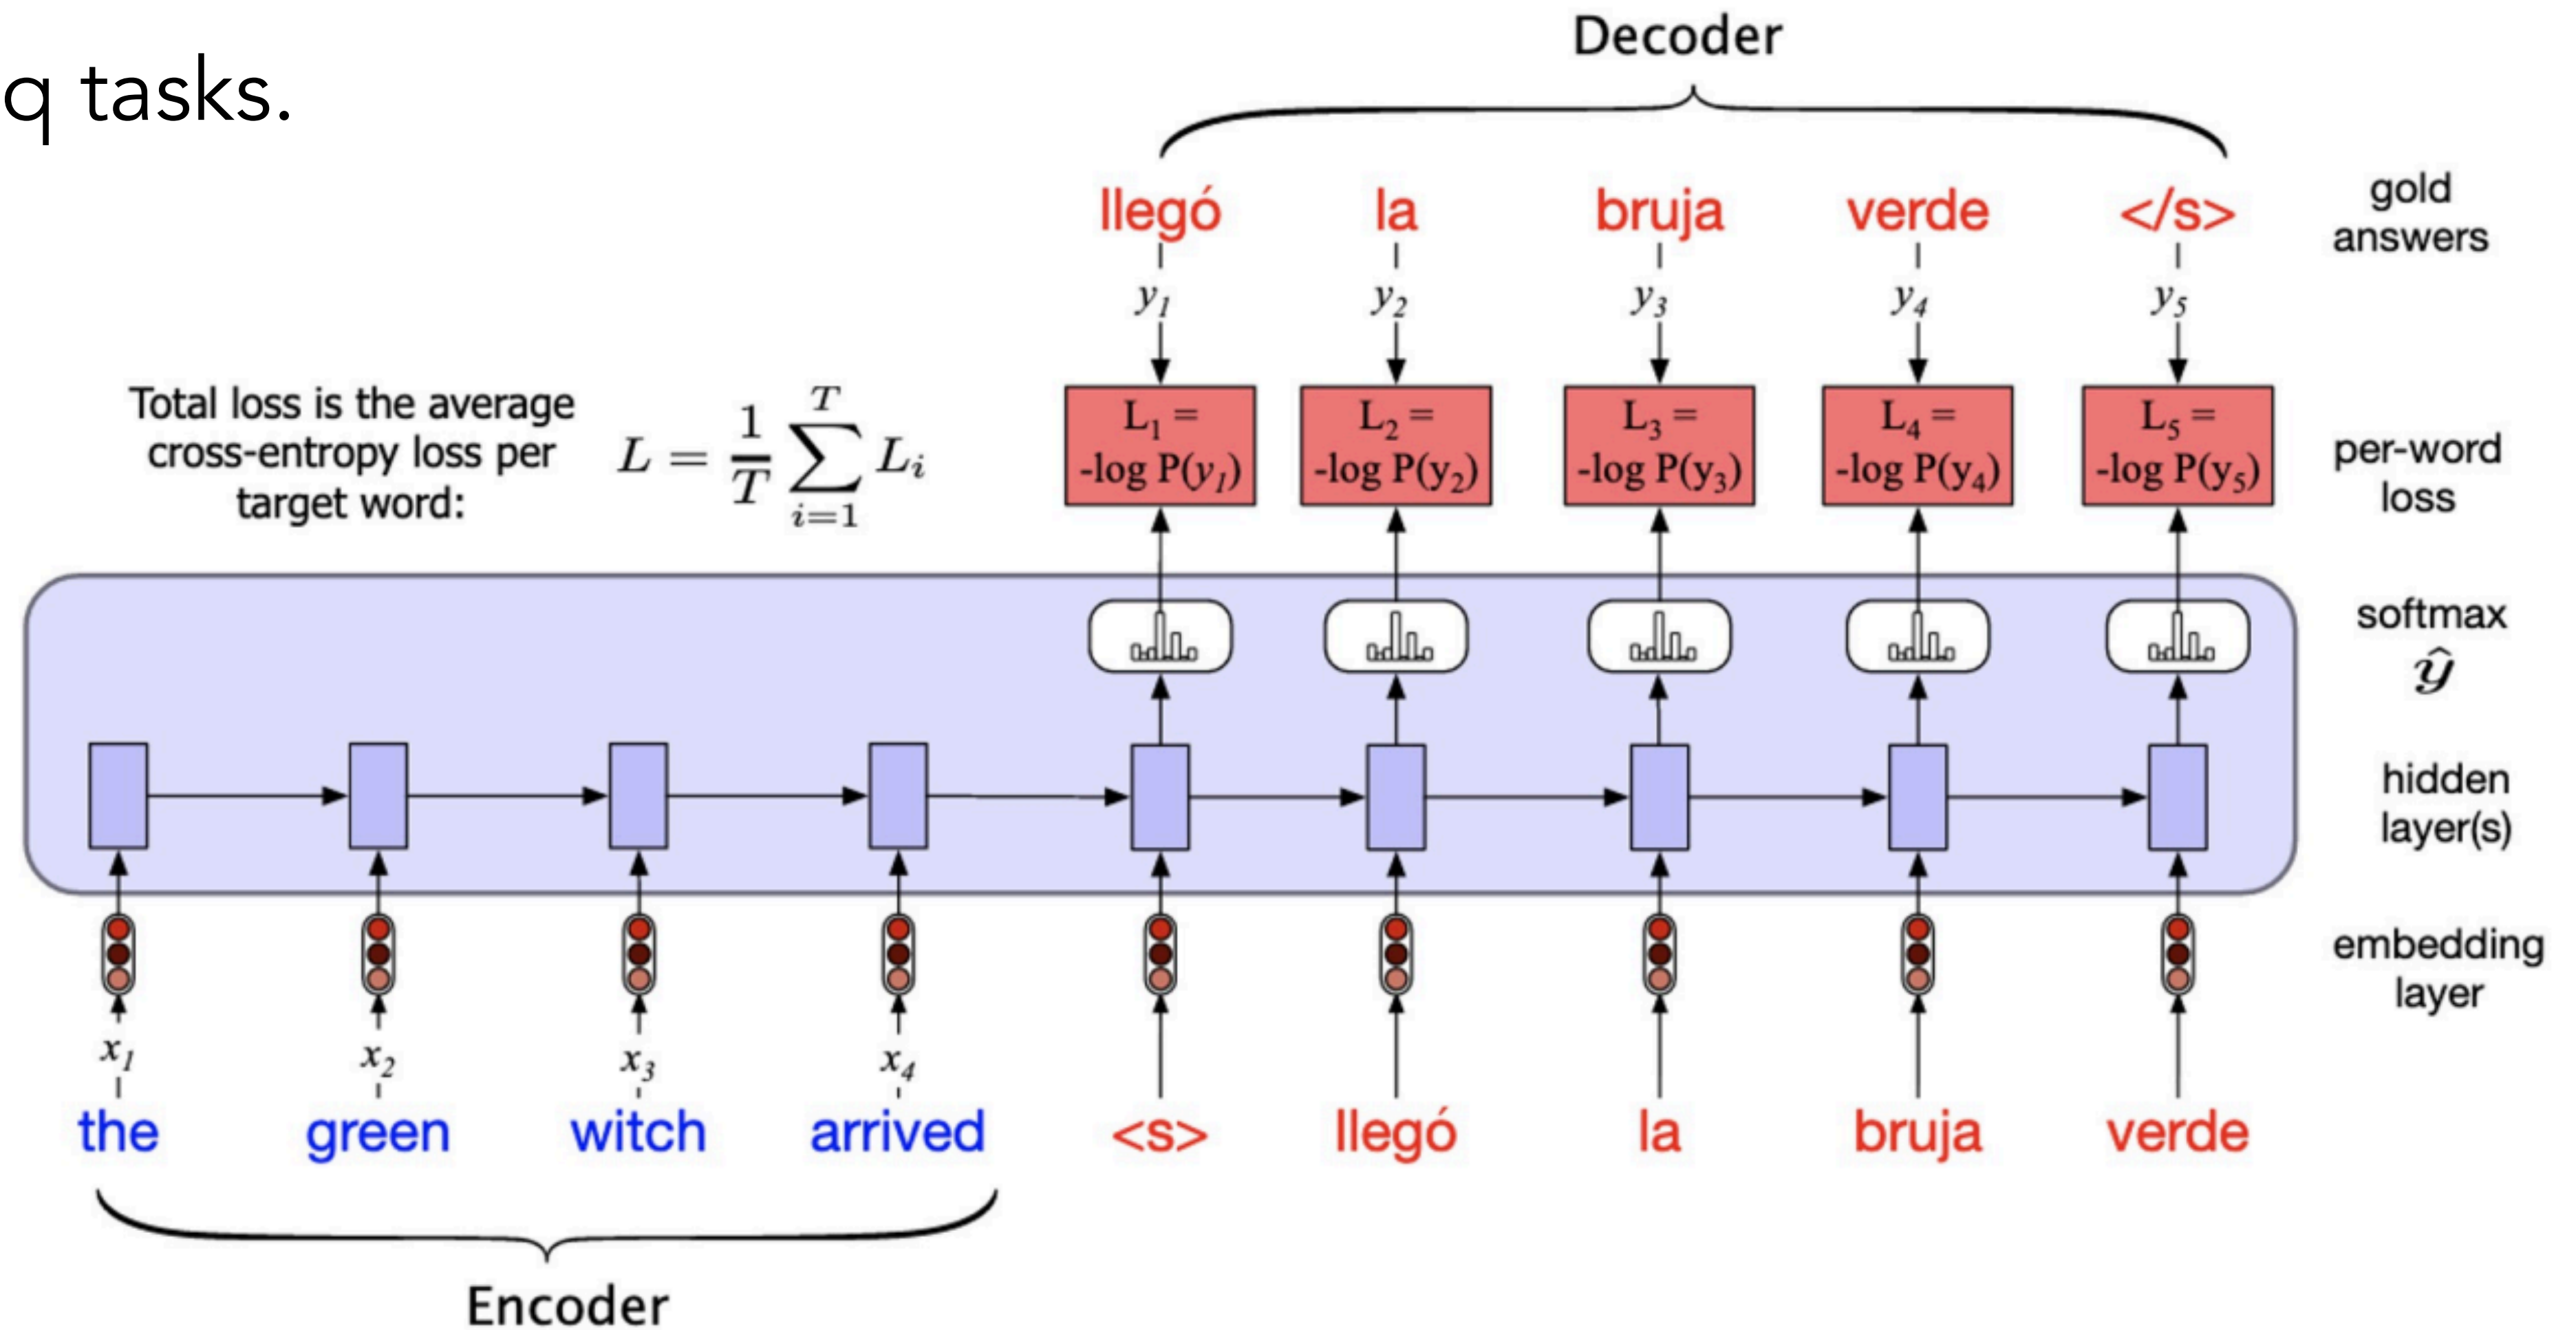 q tasks.
Decoder
llegó la bruja verde </s>
gold
answers
y1 y2 y3 y4 y5
Total loss is the average
cross-entropy loss per
target word:
L = 1/T ∑ i=1 T Li
L1 =
-log P(y1)
L2 =
-log P(y2)
L3 =
-log P(y3)
L4 =
-log P(y4)
L5 =
-log P(y5)
per-word
loss
softmax
ŷ
hidden
layer(s)
embedding
layer
x1 x2 x3 x4
the green witch arrived <s> llegó la bruja verde
Encoder